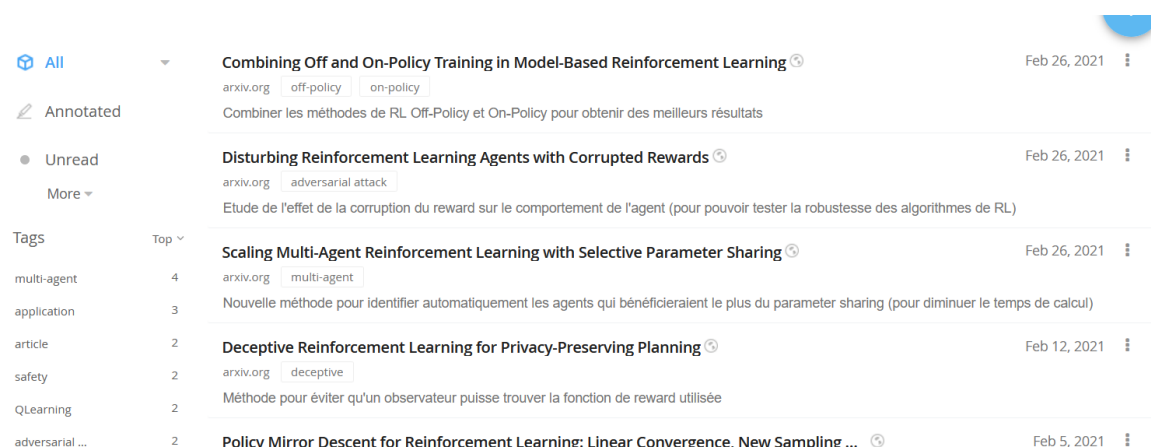 All
Annotated
Unread
More
Tags Top
multi-agent 4
application 3
article 2
safety 2
QLearning 2
adversarial ... 2
Combining Off and On-Policy Training in Model-Based Reinforcement Learning Feb 26, 2021
arxiv.org off-policy on-policy
Combiner les méthodes de RL Off-Policy et On-Policy pour obtenir des meilleurs résultats
Disturbing Reinforcement Learning Agents with Corrupted Rewards Feb 26, 2021
arxiv.org adversarial attack
Etude de l'effet de la corruption du reward sur le comportement de l'agent (pour pouvoir tester la robustesse des algorithmes de RL)
Scaling Multi-Agent Reinforcement Learning with Selective Parameter Sharing Feb 26, 2021
arxiv.org multi-agent
Nouvelle méthode pour identifier automatiquement les agents qui bénéficieraient le plus du parameter sharing (pour diminuer le temps de calcul)
Deceptive Reinforcement Learning for Privacy-Preserving Planning Feb 12, 2021
arxiv.org deceptive
Méthode pour éviter qu'un observateur puisse trouver la fonction de reward utilisée
Policy Mirror Descent for Reinforcement Learning: Linear Convergence, New Sampling ... Feb 5, 2021